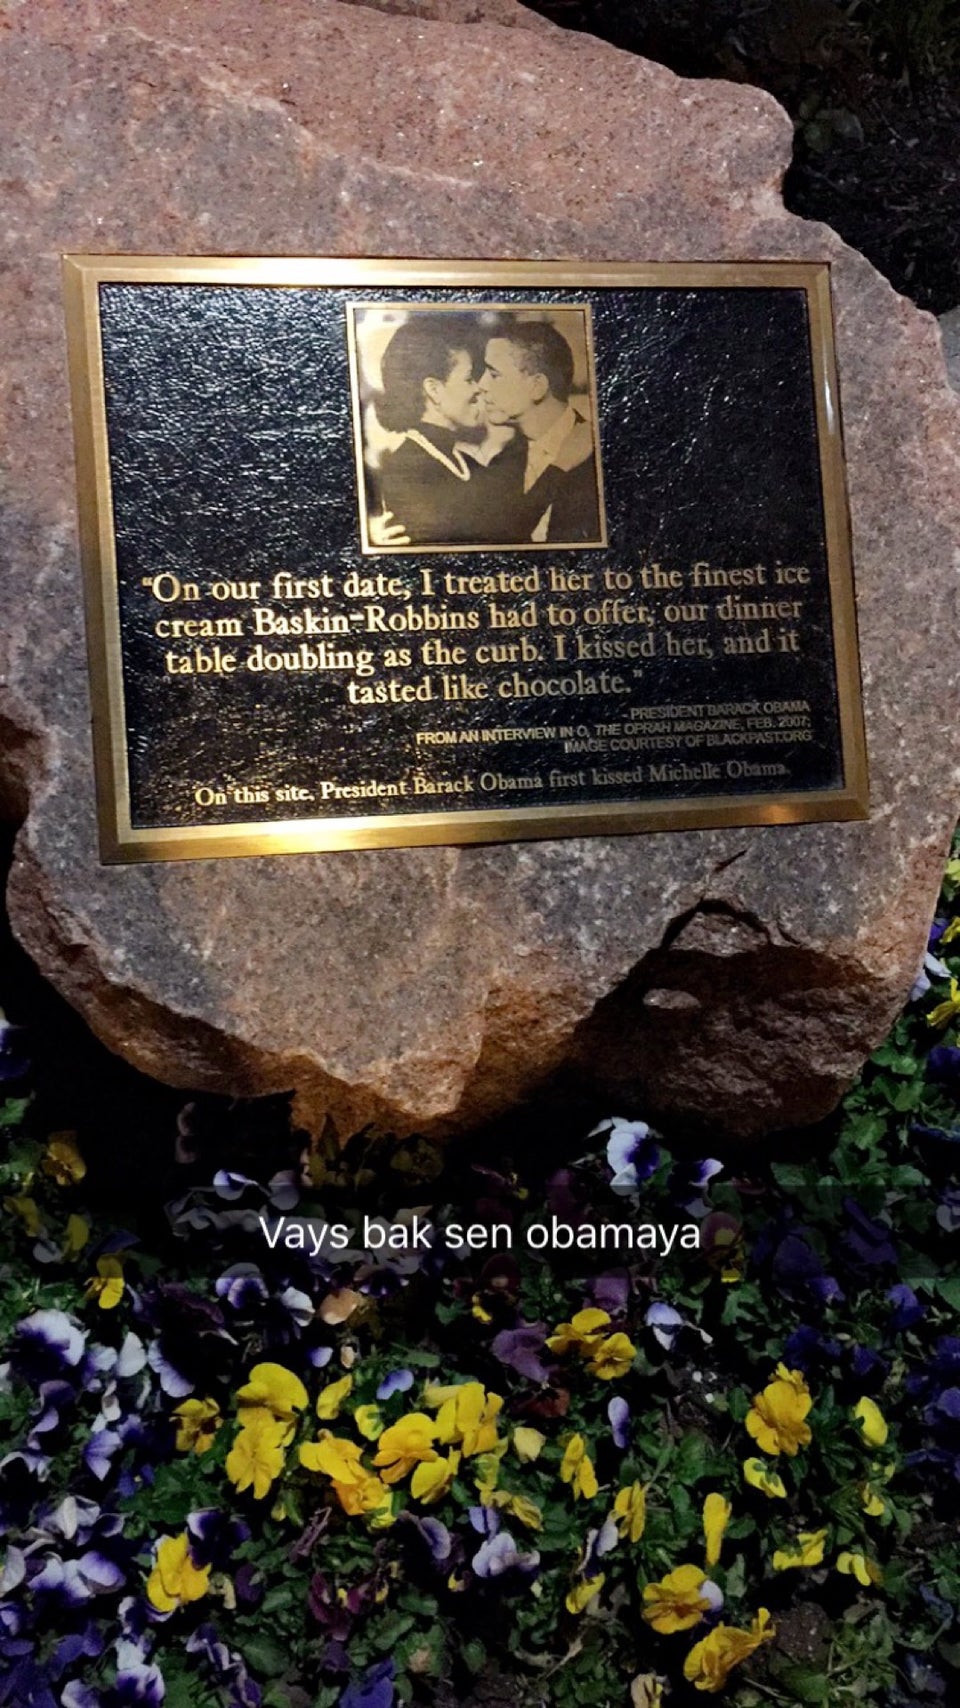 “On our first date, I treated her to the finest ice
cream Baskin-Robbins had to offer, our dinner
table doubling as the curb. I kissed her, and it
tasted like chocolate.”
-PRESIDENT BARACK OBAMA
FROM AN INTERVIEW IN O, THE OPRAH MAGAZINE, FEB. 2007;
IMAGE COURTESY OF BLACKPAST.ORG
On this site, President Barack Obama first kissed Michelle Obama.
Vays bak sen obamaya